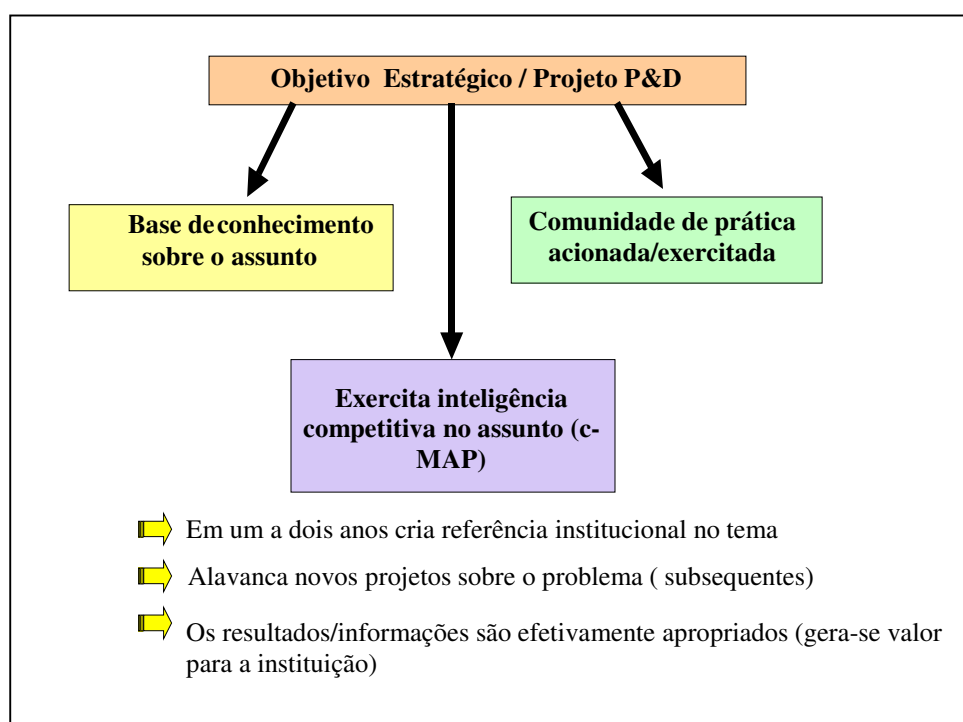 Objetivo Estratégico / Projeto P&D
Base de conhecimento
sobre o assunto
Comunidade de prática
acionada/exercitada
Exercita inteligência
competitiva no assunto (c-
MAP)
Em um a dois anos cria referência institucional no tema
Alavanca novos projetos sobre o problema ( subsequentes)
Os resultados/informações são efetivamente apropriados (gera-se valor
para a instituição)